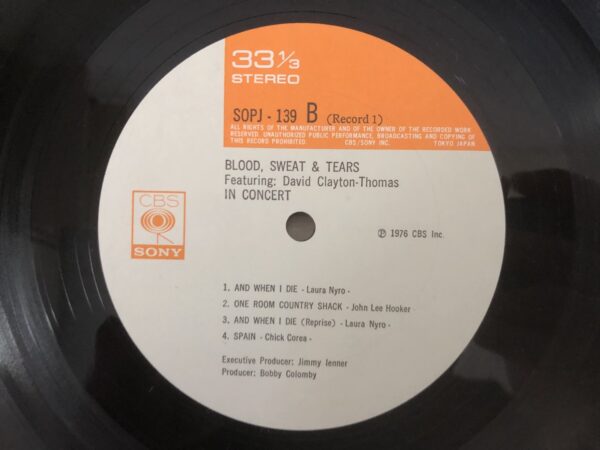 33 1/3
STEREO
SOPJ - 139 B (Record 1)
ALL RIGHTS OF THE MANUFACTURER AND OF THE OWNER OF THE RECORDED WORK
RESERVED. UNAUTHORIZED PUBLIC PERFORMANCE, BROADCASTING AND COPYING OF
THIS RECORD PROHIBITED. CBS/SONY INC. TOKYO JAPAN
BLOOD, SWEAT & TEARS
Featuring: David Clayton-Thomas
IN CONCERT
CBS
SONY
℗ 1976 CBS Inc.
1. AND WHEN I DIE - Laura Nyro -
2. ONE ROOM COUNTRY SHACK - John Lee Hooker
3. AND WHEN I DIE (Reprise) - Laura Nyro -
4. SPAIN - Chick Corea -
Executive Producer: Jimmy Ienner
Producer: Bobby Colomby